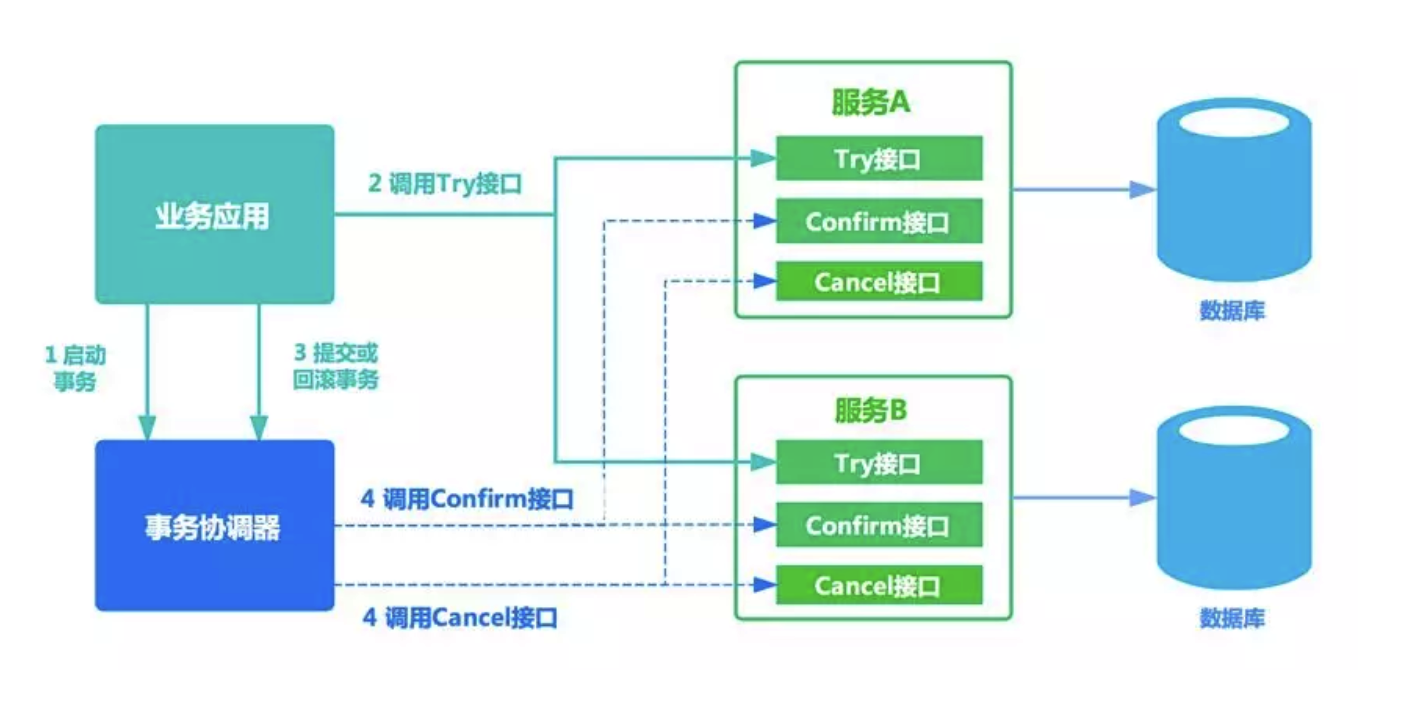 服务A
Try接口
2 调用Try接口
业务应用
Confirm接口
Cancel接口
数据库
1 启动
事务
3 提交或
回滚事务
服务B
Try接口
4 调用Confirm接口
事务协调器
Confirm接口
Cancel接口
4 调用Cancel接口
数据库